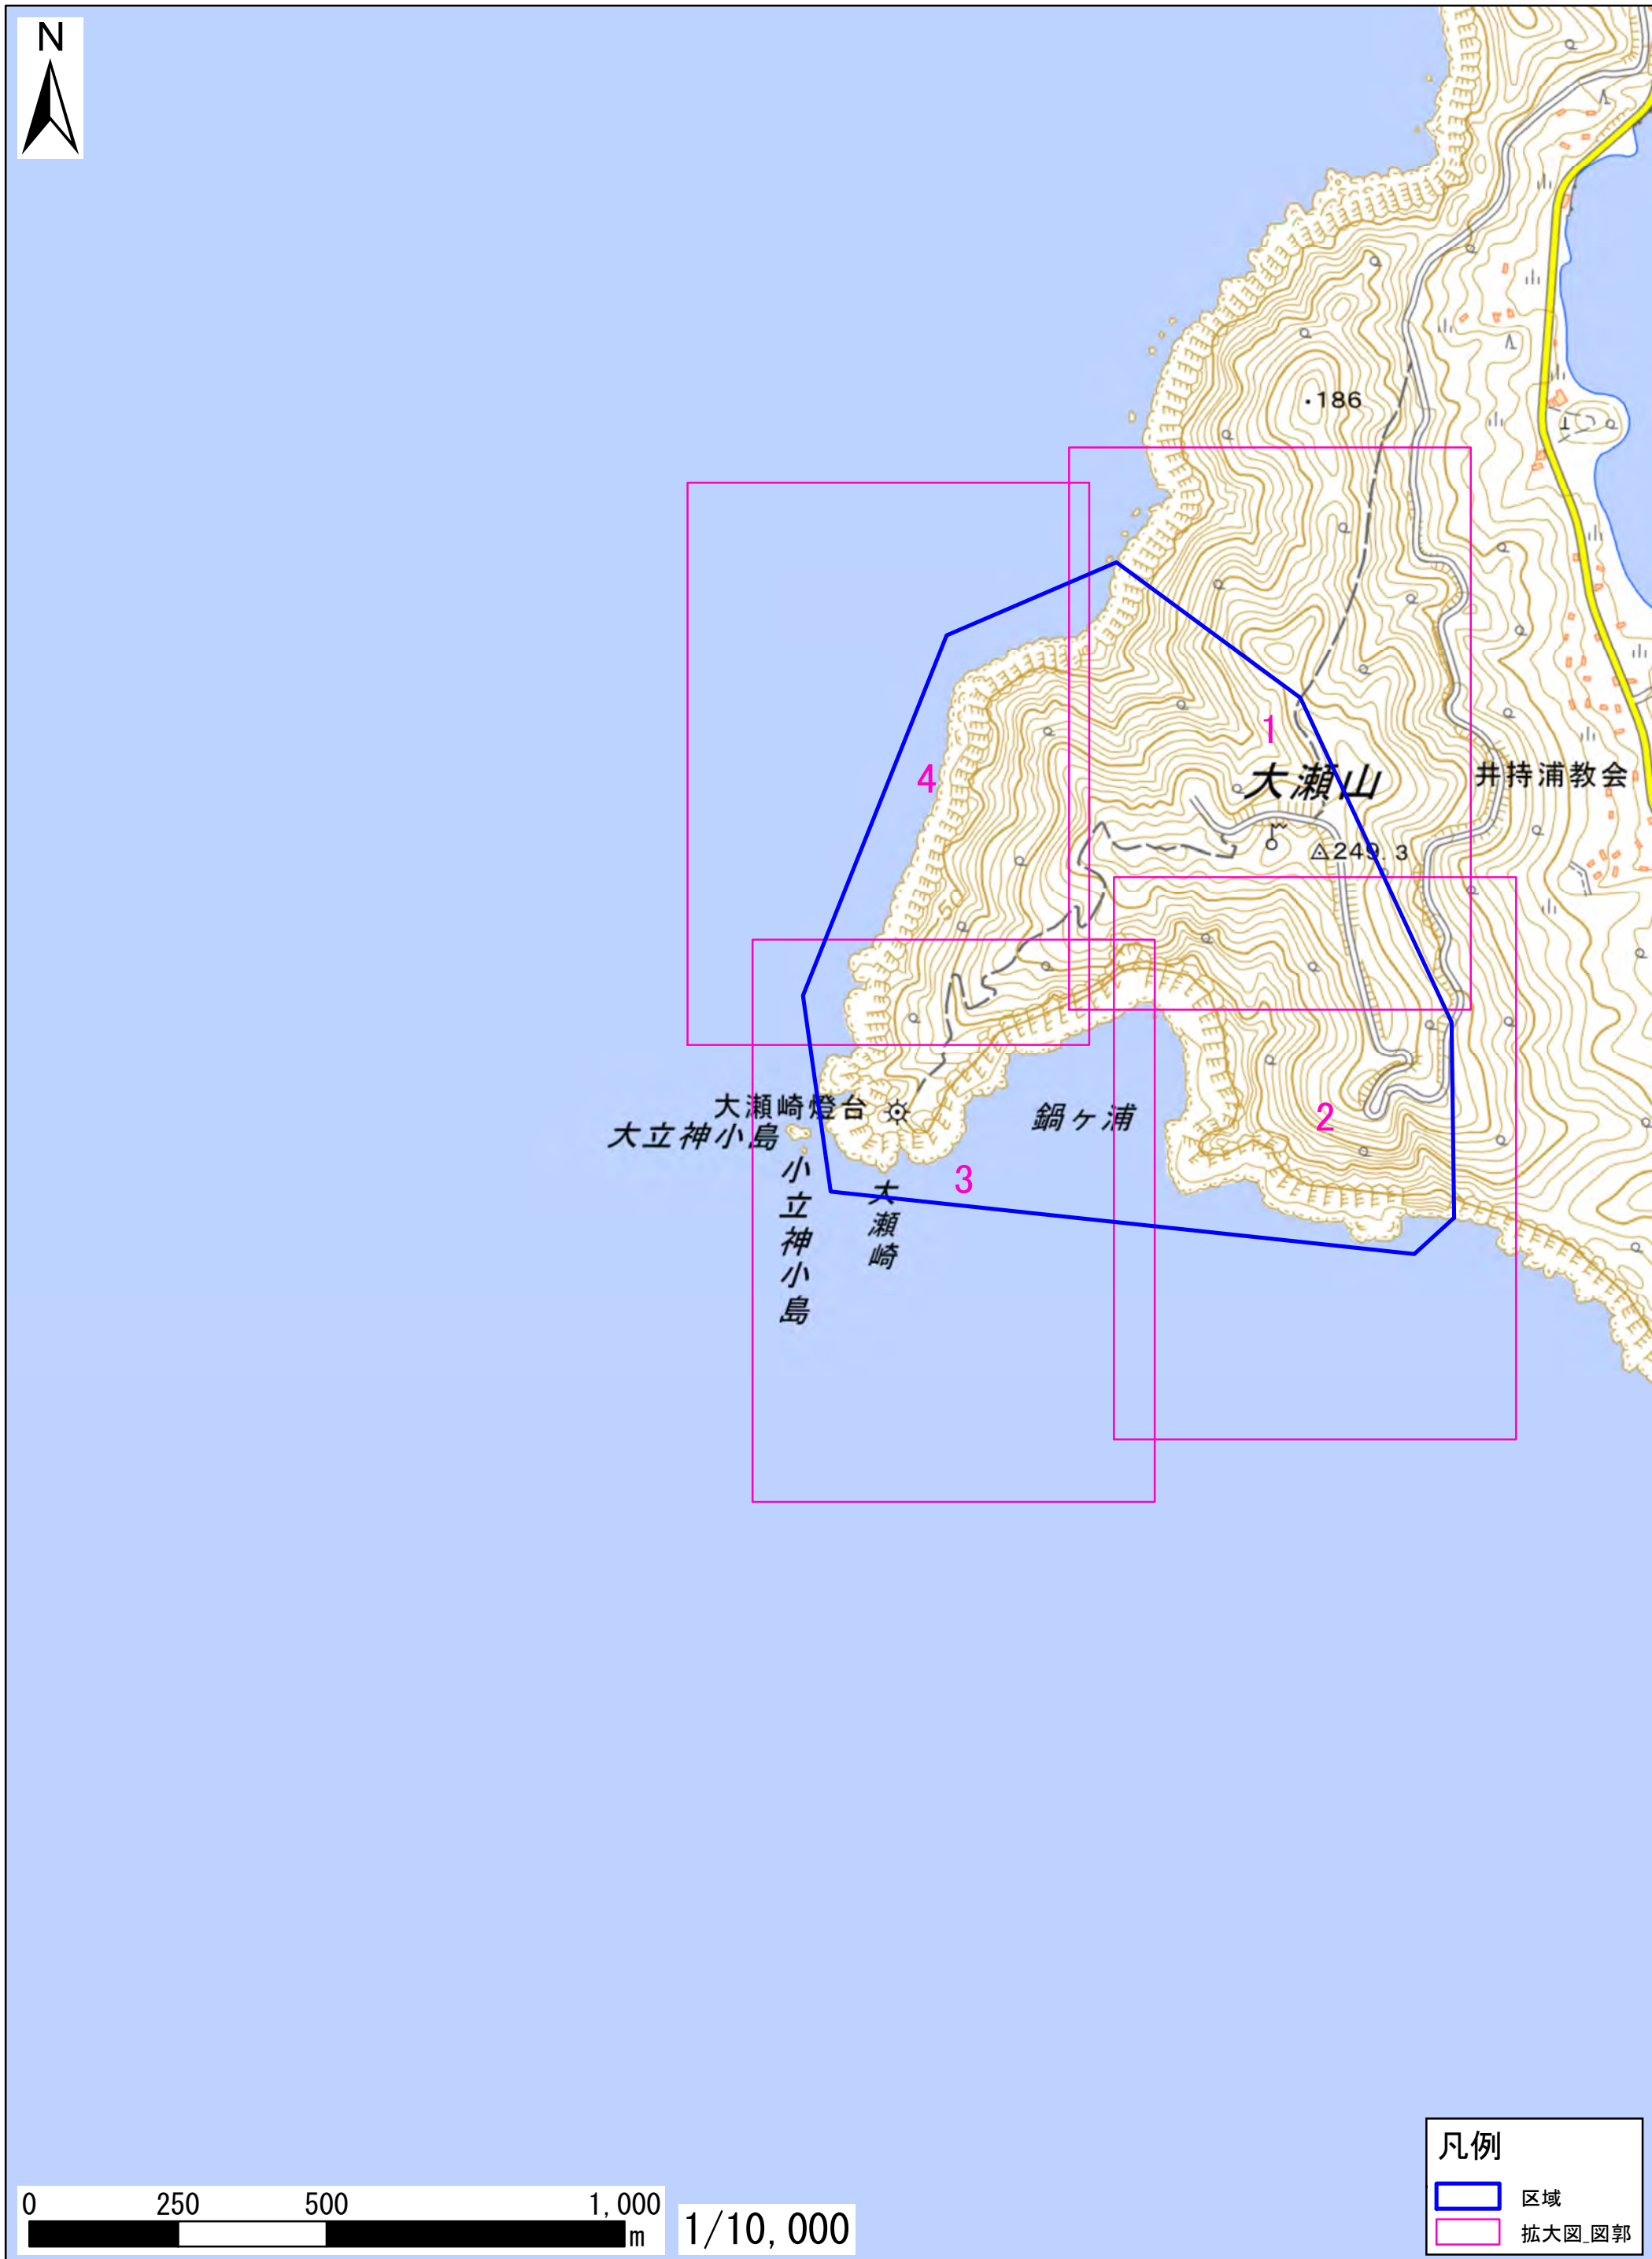 N
・186
1
大瀬山
井持浦教会
4
△249.3
50
大瀬崎燈台
大立神小島
鍋ヶ浦
2
3
小立神小島
大瀬崎
凡例
区域
拡大図_図郭
0 250 500 1,000
m
1/10,000